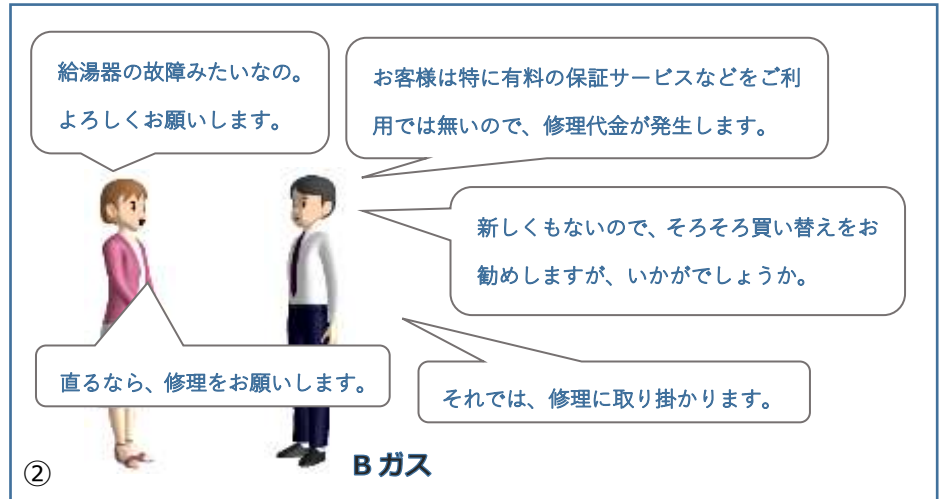 給湯器の故障みたいなの。
よろしくお願いします。
お客様は特に有料の保証サービスなどをご利
用では無いので、修理代金が発生します。
新しくもないので、そろそろ買い替えをお
勧めしますが、いかがでしょうか。
直るなら、修理をお願いします。
それでは、修理に取り掛かります。
②
B ガス